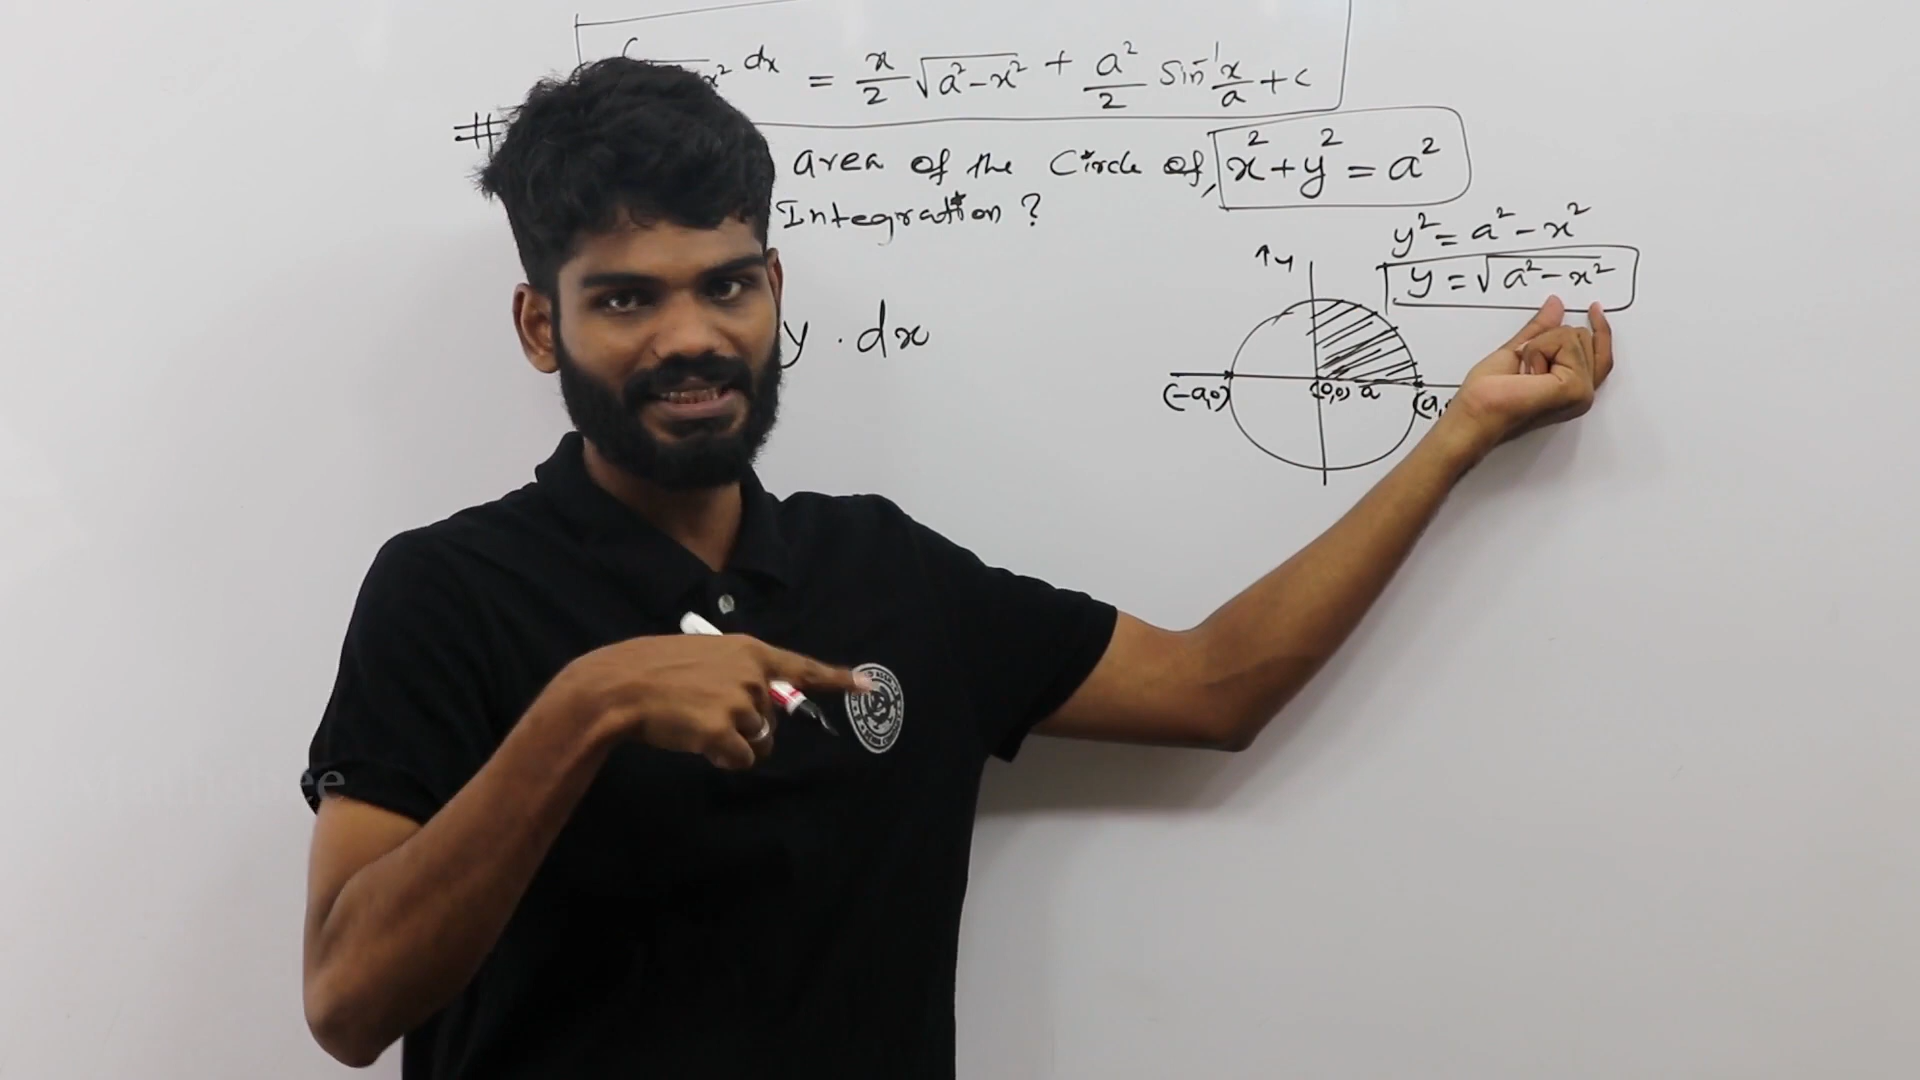 x² dx = x/2 √a²-x² + a²/2 Sin⁻¹ x/a + c
#
area of the Circle of, x²+y² = a²
Integration?
y² = a² - x²
y = √a² - x²
↑y
y . dx
(-a,0) (0,0) a (a,